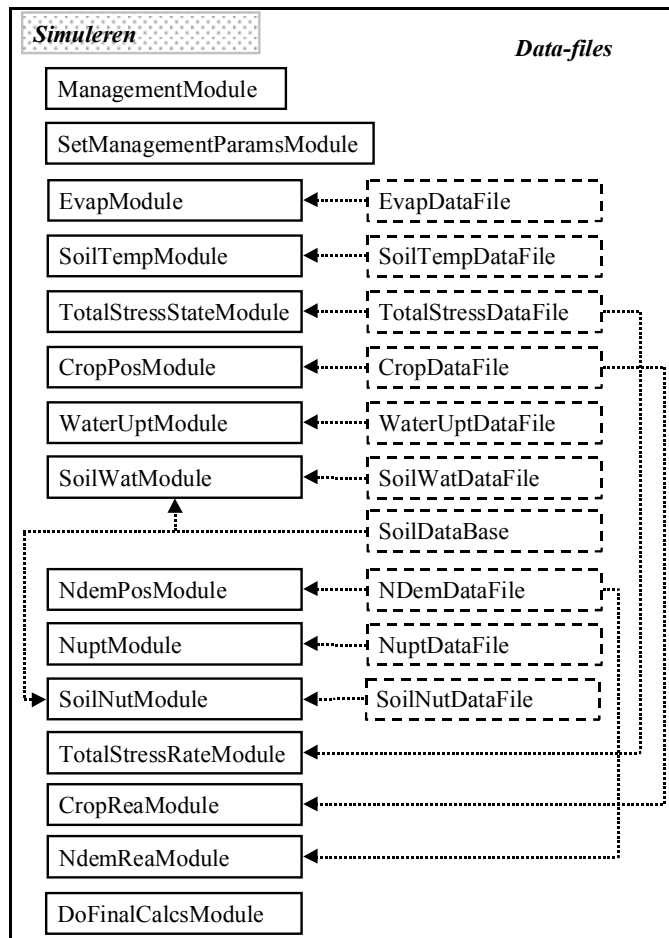 Simuleren
Data-files
ManagementModule
SetManagementParamsModule
EvapModule
EvapDataFile
SoilTempModule
SoilTempDataFile
TotalStressStateModule
TotalStressDataFile
CropPosModule
CropDataFile
WaterUptModule
WaterUptDataFile
SoilWatModule
SoilWatDataFile
SoilDataBase
NdemPosModule
NDemDataFile
NuptModule
NuptDataFile
SoilNutModule
SoilNutDataFile
TotalStressRateModule
CropReaModule
NdemReaModule
DoFinalCalcsModule